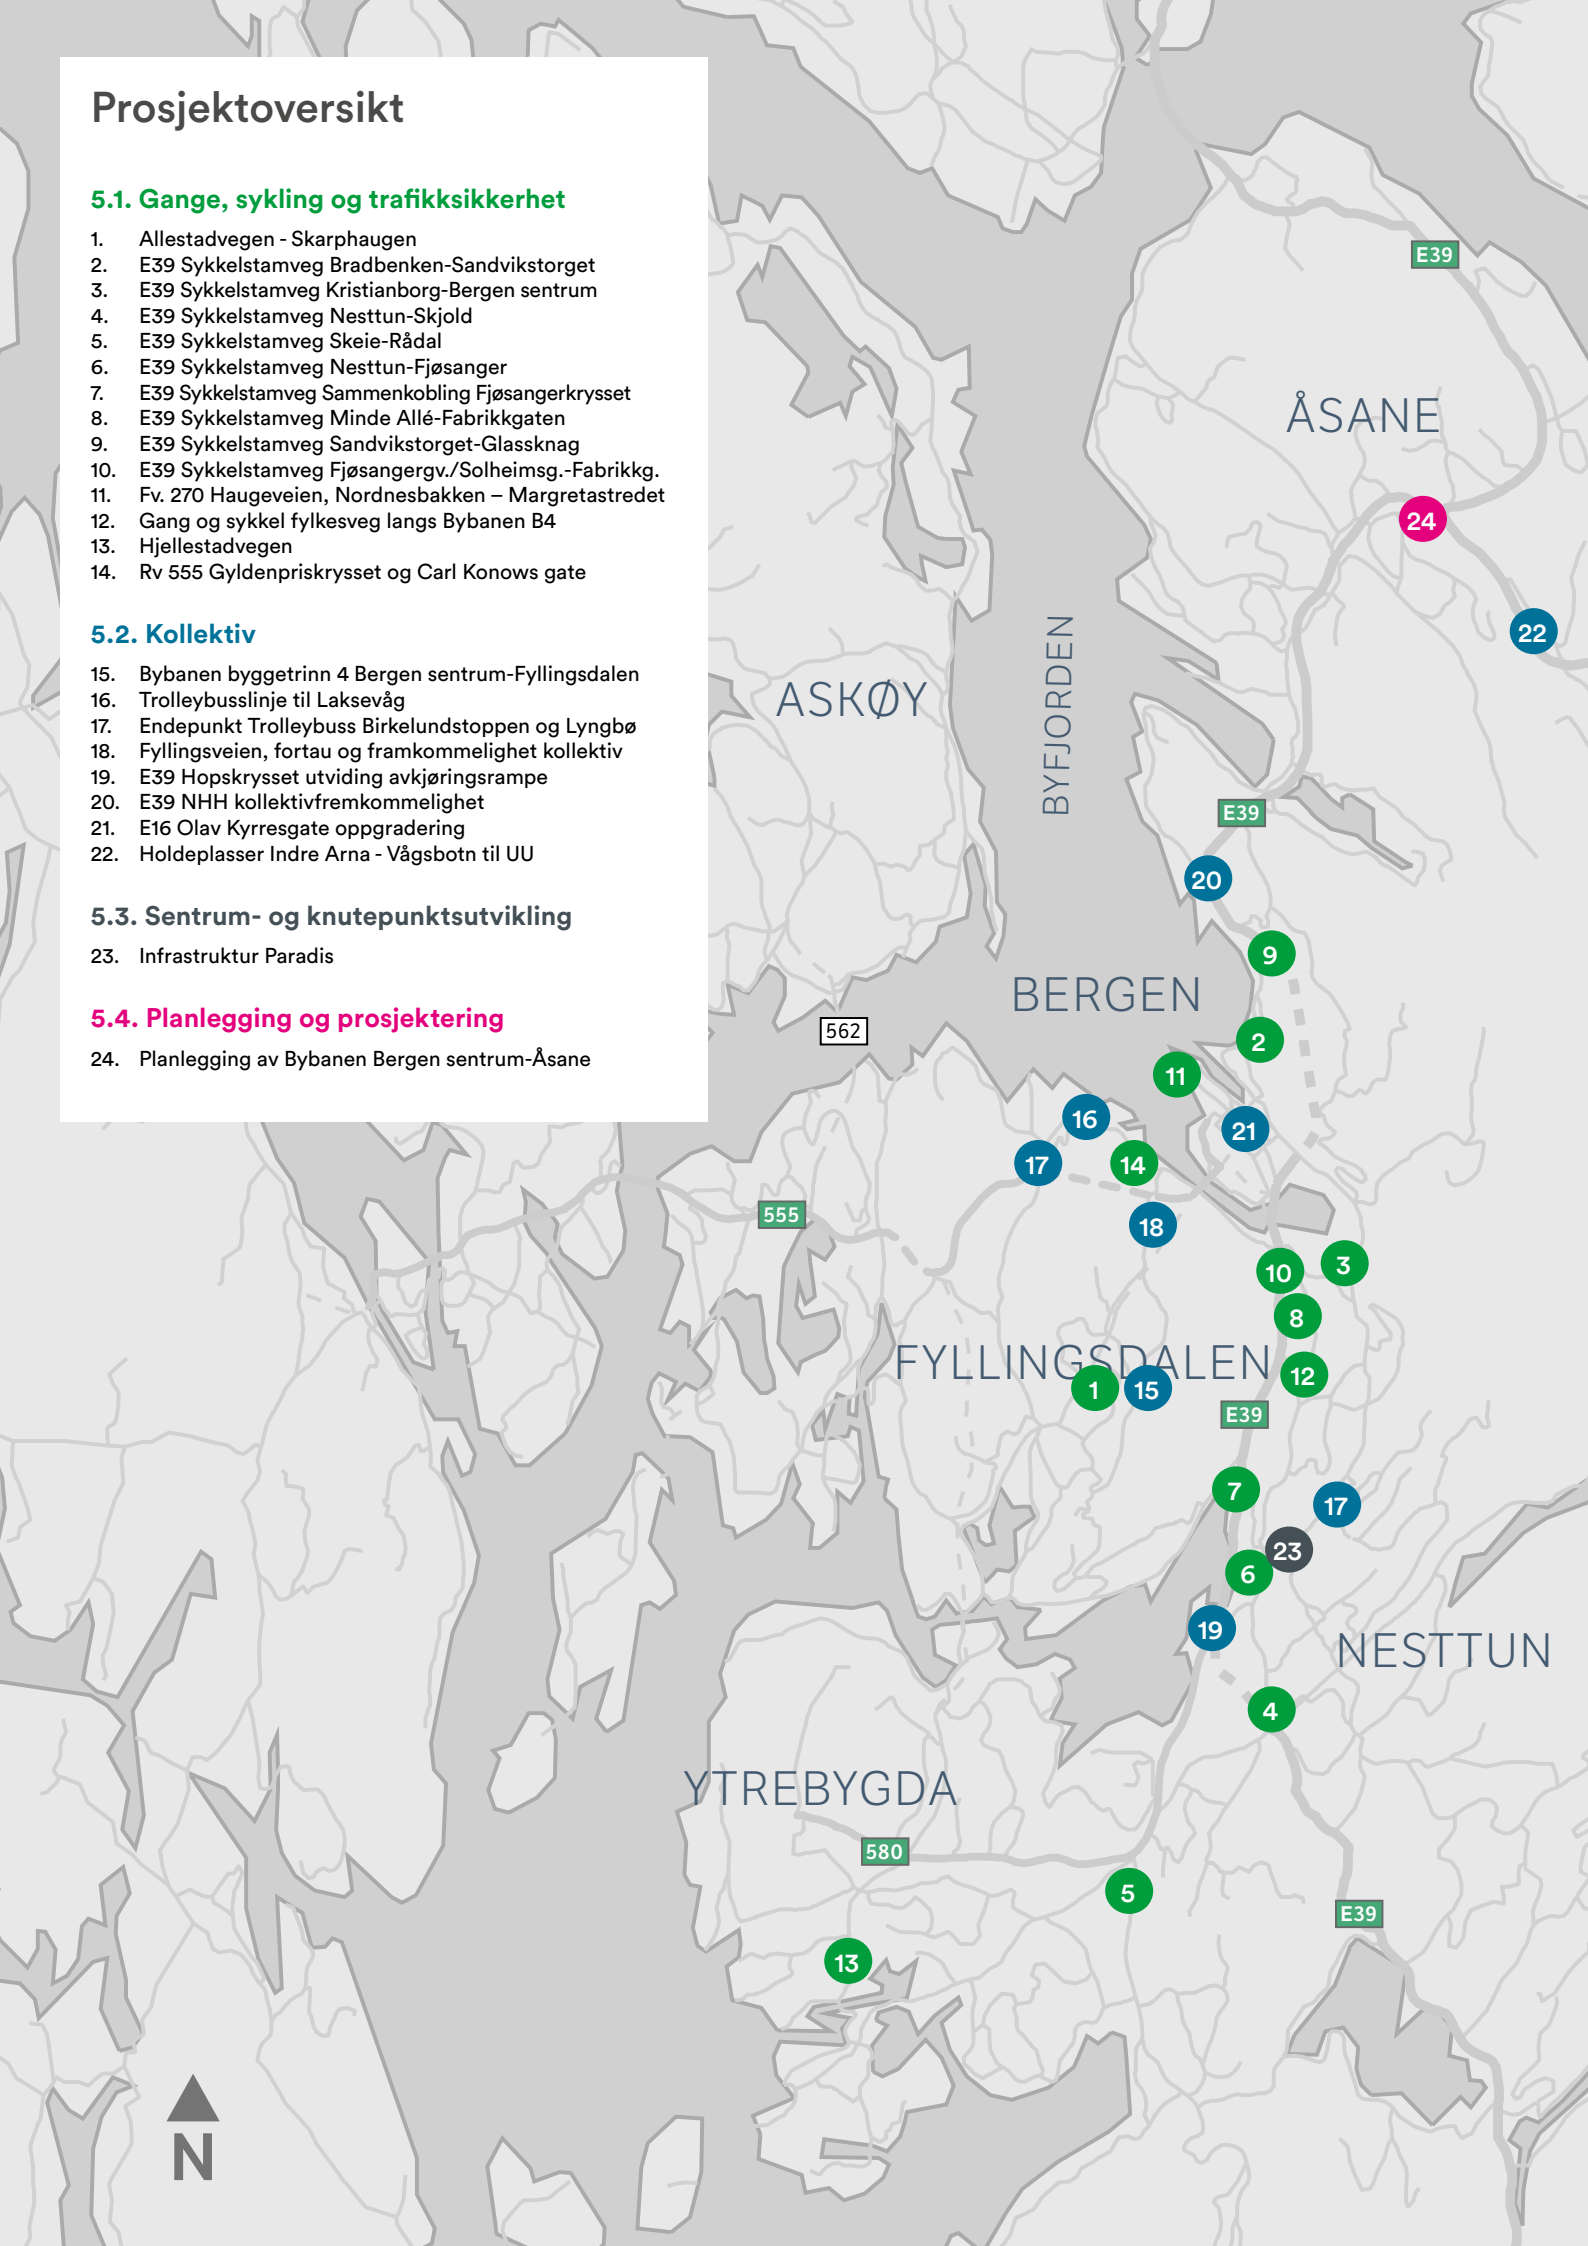 Prosjektoversikt
5.1. Gange, sykling og trafikksikkerhet
1. Allestadvegen - Skarphaugen
2. E39 Sykkelstamveg Bradbenken-Sandvikstorget
3. E39 Sykkelstamveg Kristianborg-Bergen sentrum
4. E39 Sykkelstamveg Nesttun-Skjold
5. E39 Sykkelstamveg Skeie-Rådal
6. E39 Sykkelstamveg Nesttun-Fjøsanger
7. E39 Sykkelstamveg Sammenkobling Fjøsangerkrysset
8. E39 Sykkelstamveg Minde Allé-Fabrikkgaten
9. E39 Sykkelstamveg Sandvikstorget-Glassknag
10. E39 Sykkelstamveg Fjøsangergv./Solheimsg.-Fabrikkg.
11. Fv. 270 Haugeveien, Nordnesbakken – Margretastredet
12. Gang og sykkel fylkesveg langs Bybanen B4
13. Hjellestadvegen
14. Rv 555 Gyldenpriskrysset og Carl Konows gate
5.2. Kollektiv
15. Bybanen byggetrinn 4 Bergen sentrum-Fyllingsdalen
16. Trolleybusslinje til Laksevåg
17. Endepunkt Trolleybuss Birkelundstoppen og Lyngbø
18. Fyllingsveien, fortau og framkommelighet kollektiv
19. E39 Hopskrysset utviding avkjøringsrampe
20. E39 NHH kollektivfremkommelighet
21. E16 Olav Kyrresgate oppgradering
22. Holdeplasser Indre Arna - Vågsbotn til UU
5.3. Sentrum- og knutepunktsutvikling
23. Infrastruktur Paradis
5.4. Planlegging og prosjektering
24. Planlegging av Bybanen Bergen sentrum-Åsane
E39
ÅSANE
24
22
BYFJORDEN
ASKØY
E39
20
9
BERGEN
562
2
11
16
21
17
14
555
18
3
10
8
FYLLINGSDALEN
12
1
15
E39
7
17
23
6
19
NESTTUN
4
YTREBYGDA
580
5
E39
13
N